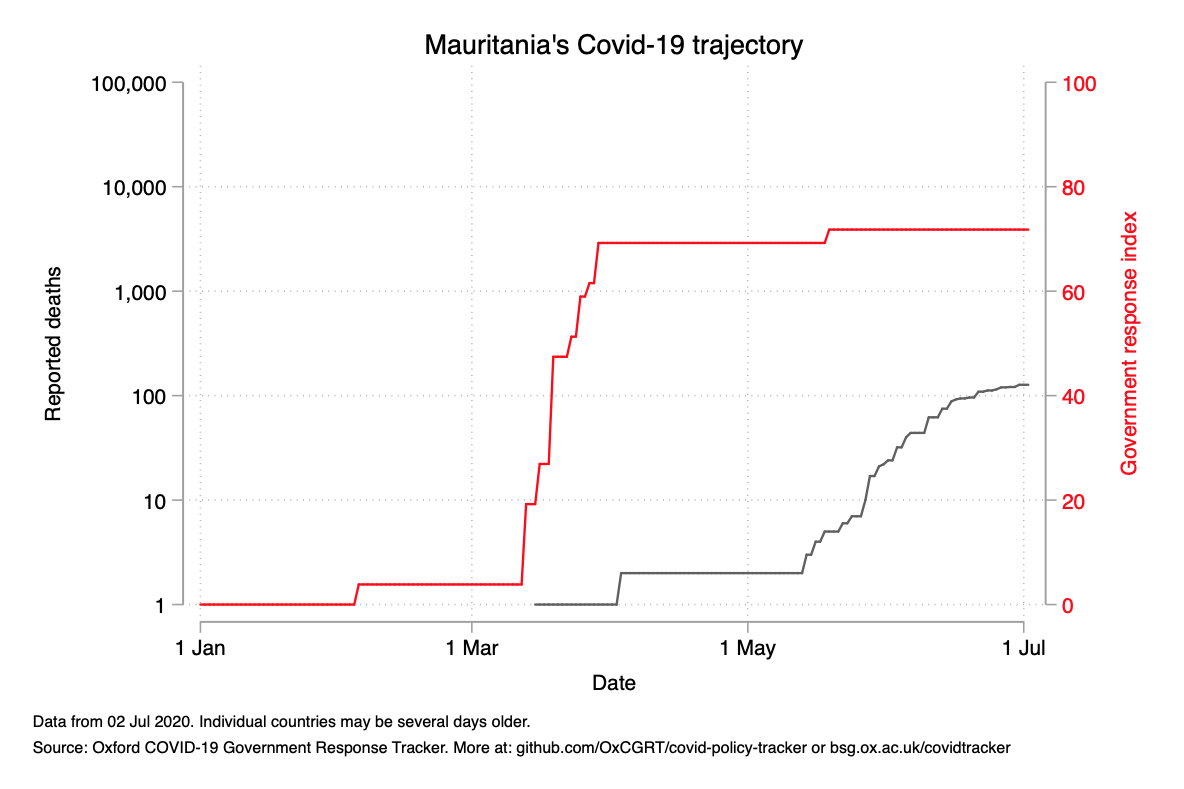 Mauritania's Covid-19 trajectory
100,000
10,000
1,000
100
10
1
Reported deaths
100
80
60
40
20
0
Government response index
1 Jan
1 Mar
1 May
1 Jul
Date
Data from 02 Jul 2020. Individual countries may be several days older.
Source: Oxford COVID-19 Government Response Tracker. More at: github.com/OxCGRT/covid-policy-tracker or bsg.ox.ac.uk/covidtracker